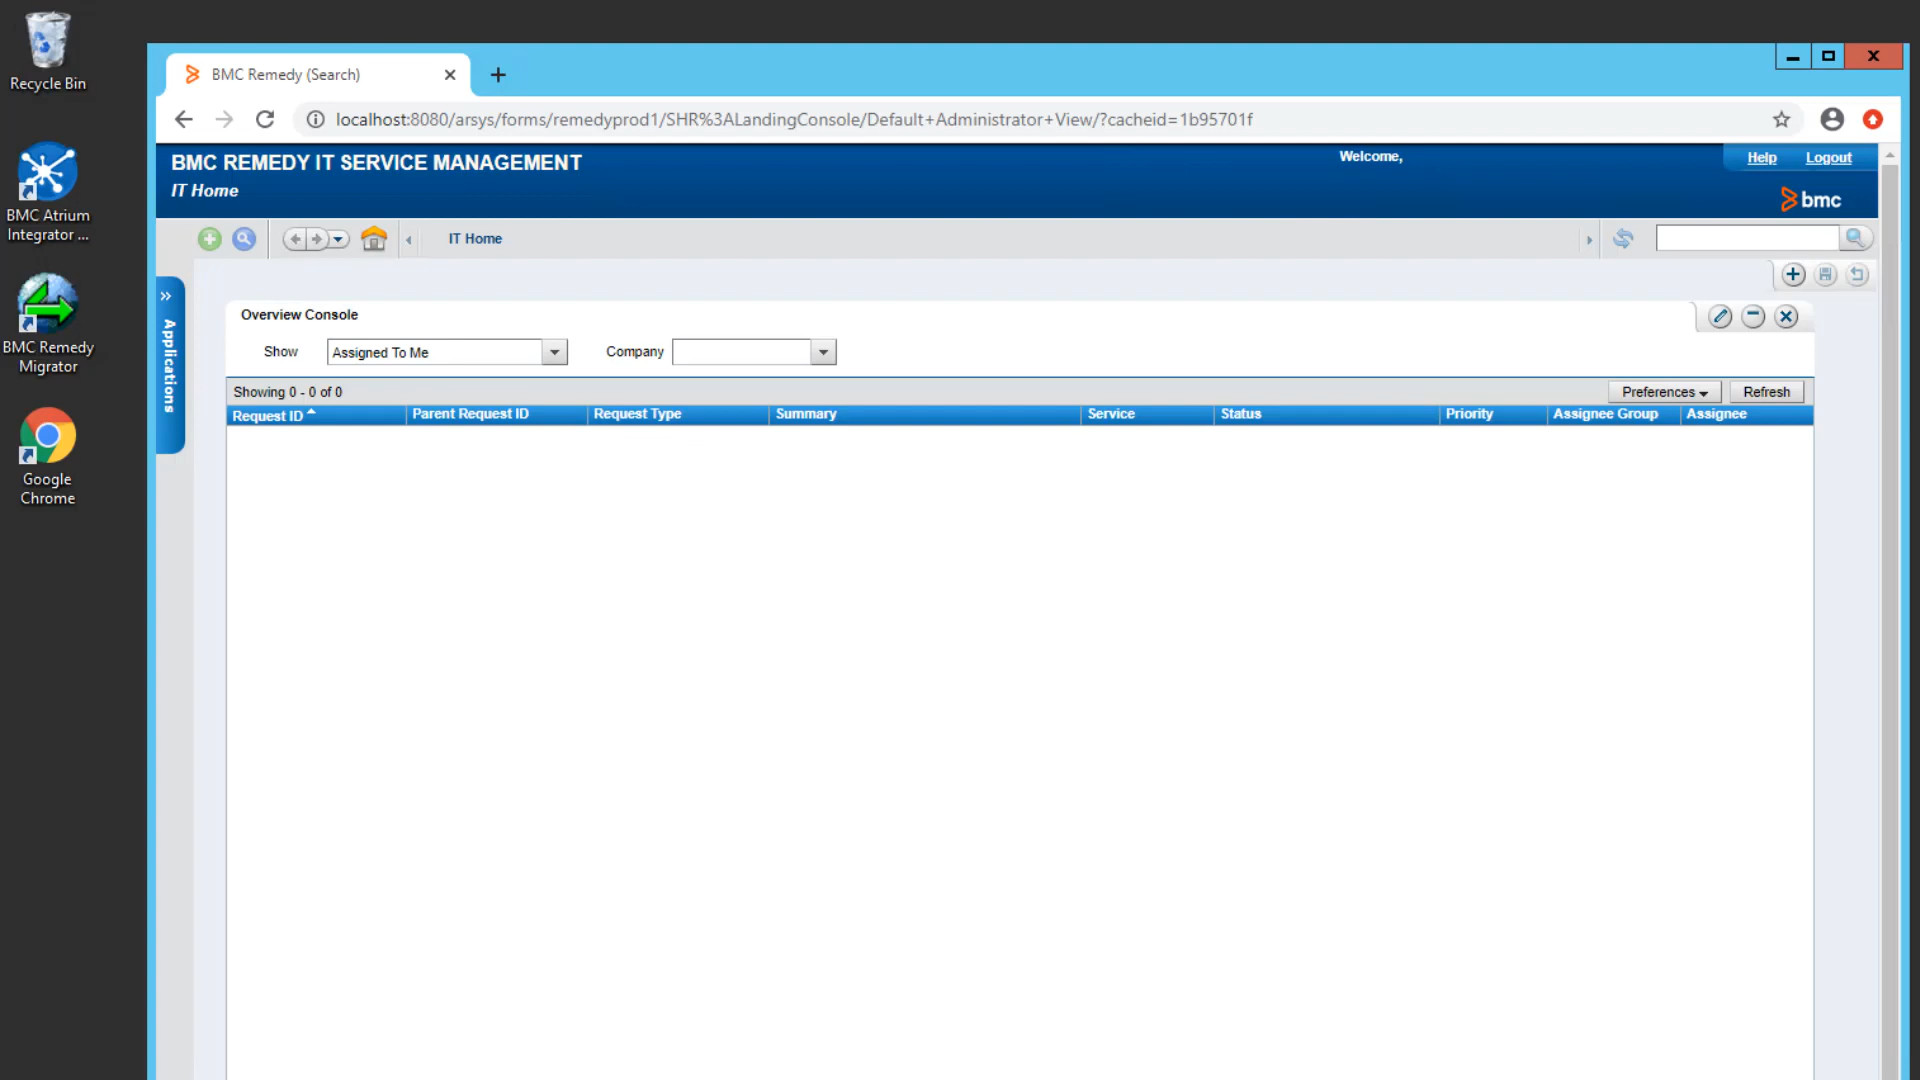 Recycle Bin
BMC Atrium
Integrator ...
BMC Remedy
Migrator
Google
Chrome
BMC Remedy (Search)
localhost:8080/arsys/forms/remedyprod1/SHR%3ALandingConsole/Default+Administrator+View/?cacheid=1b95701f
BMC REMEDY IT SERVICE MANAGEMENT
Welcome,
Help
Logout
IT Home
bmc
IT Home
Applications
Overview Console
Show
Assigned To Me
Company
Showing 0 - 0 of 0
Preferences
Refresh
Request ID
Parent Request ID
Request Type
Summary
Service
Status
Priority
Assignee Group
Assignee